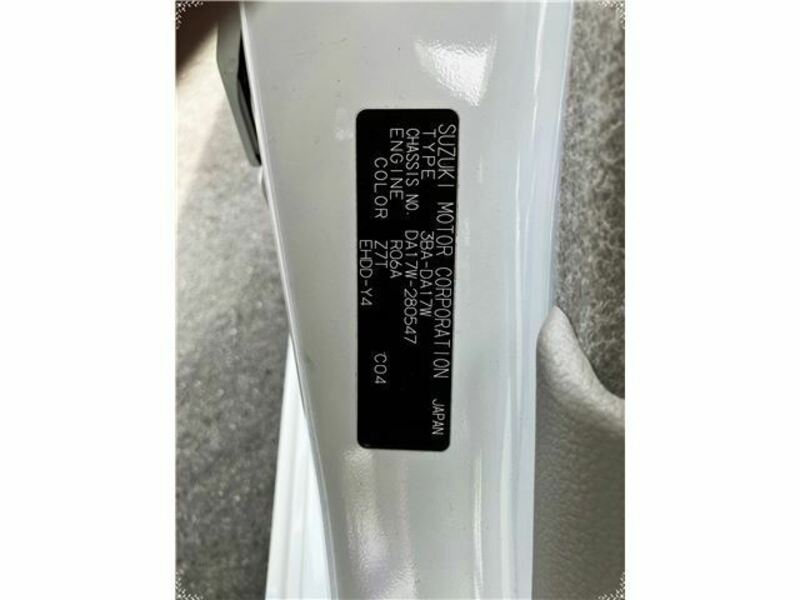 SUZUKI MOTOR CORPORATION JAPAN
TYPE 3BA-DA17W
CHASSIS NO. DA17W-280547
ENGINE R06A
COLOR Z7T C04
EHDD-Y4